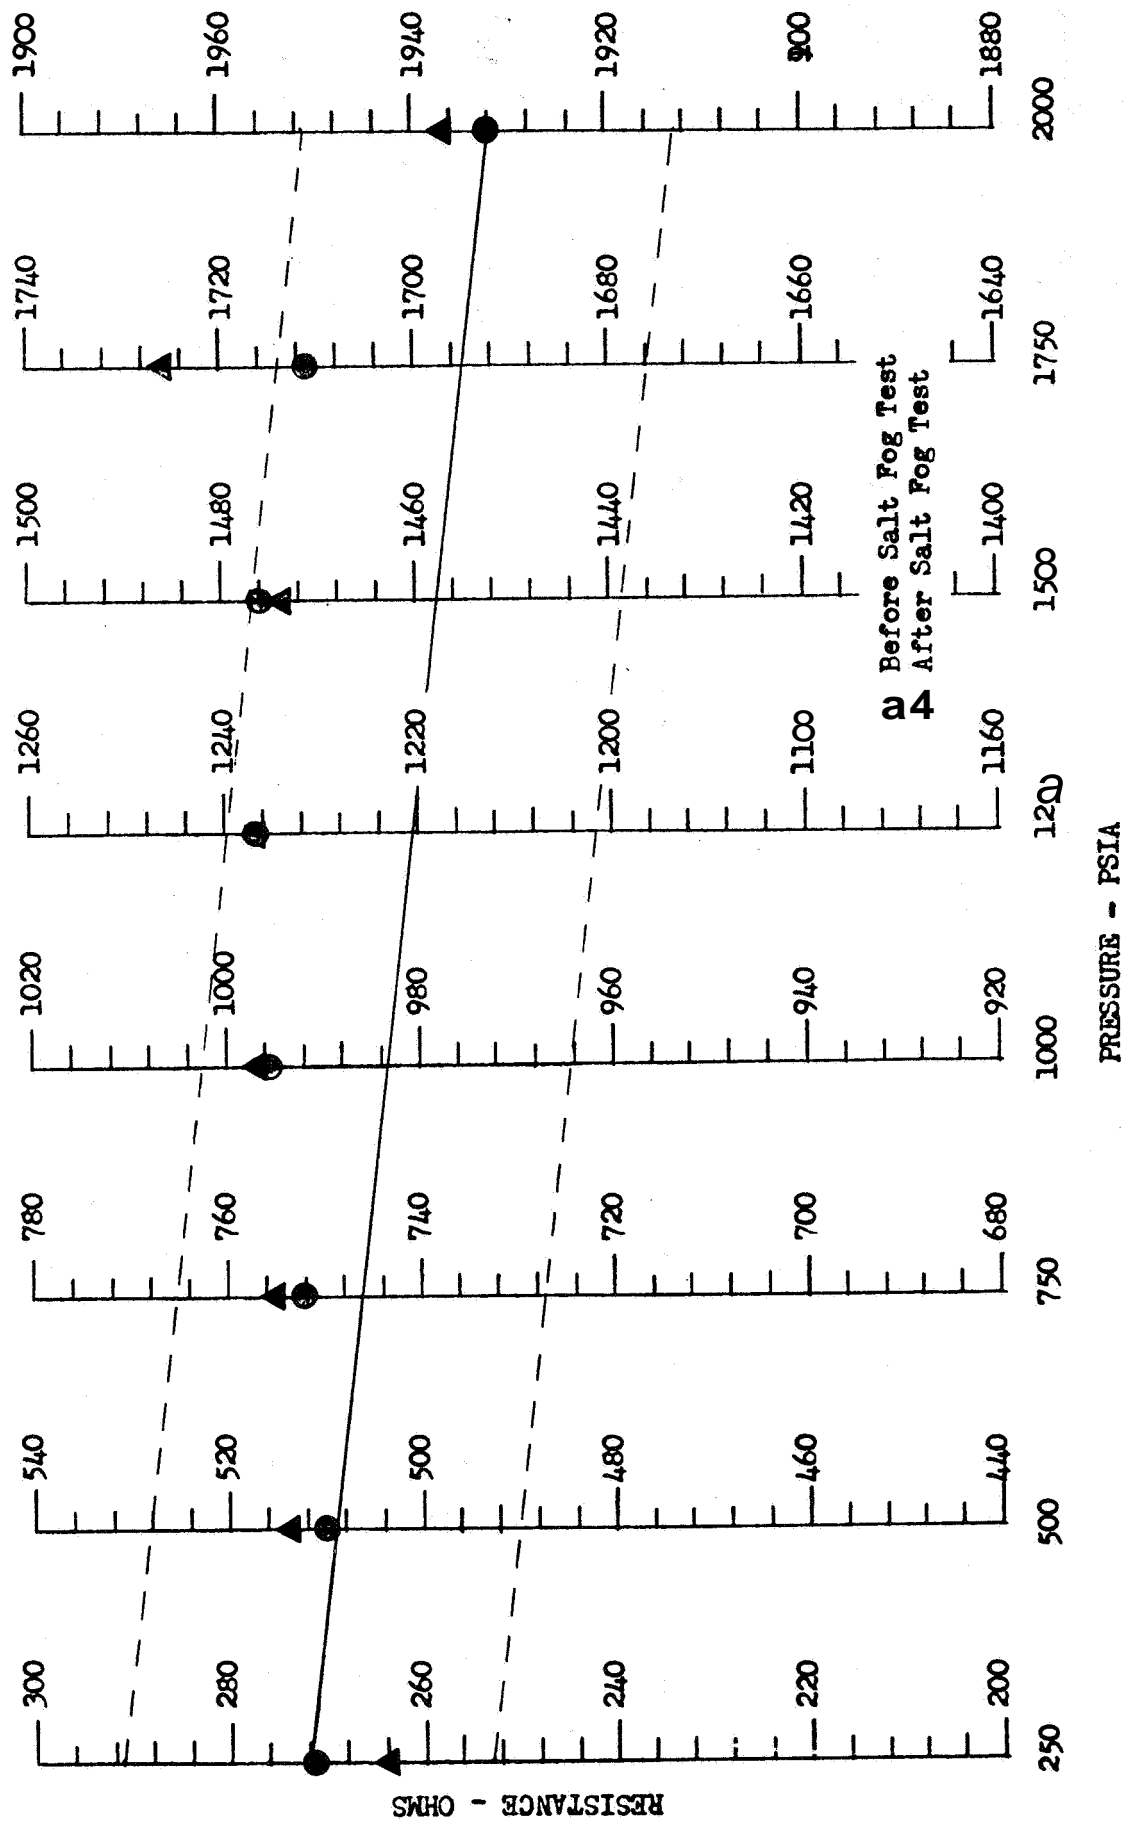 RESISTANCE - OHMS
300 540 780 1020 1260 1500 1740 1900
280 520 760 1000 1240 1480 1720 1960
260 500 740 980 1220 1460 1700 1940
240 480 720 960 1200 1440 1680 1920
220 460 700 940 1100 1420 1660
Before Salt Fog Test
a4 After Salt Fog Test
200 440 680 920 1160 1400 1640 1880
250 500 750 1000 1500 1750 2000
PRESSURE - PSIA